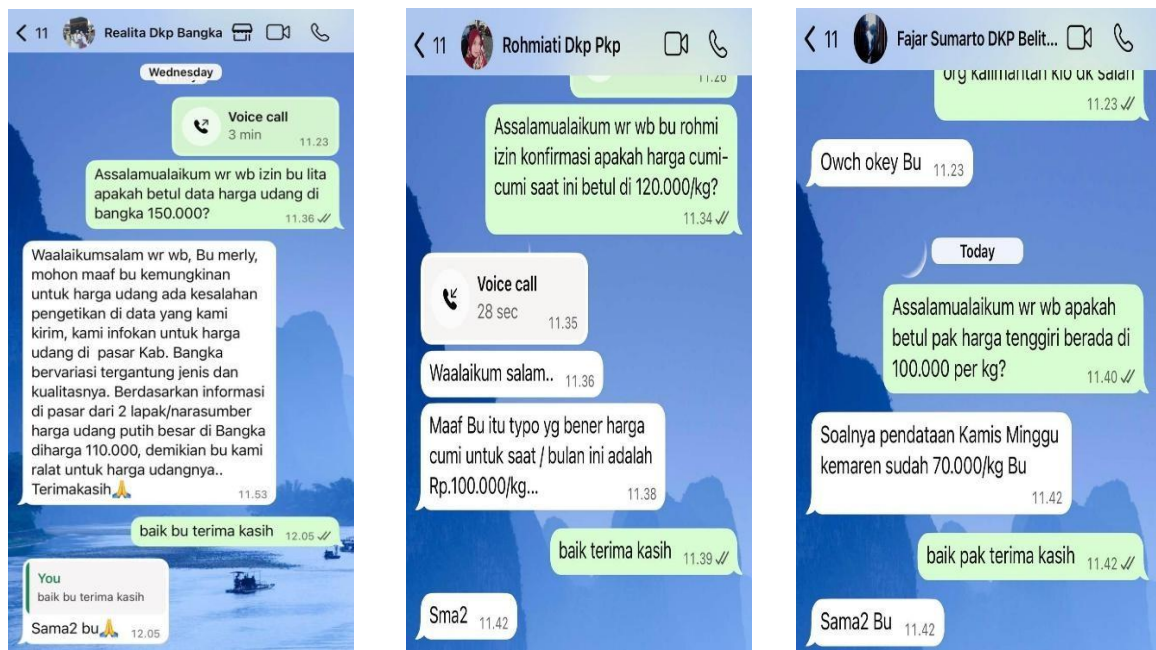 11 Realita Dkp Bangka
Wednesday
Voice call
3 min
11.23
Assalamualaikum wr wb izin bu lita
apakah betul data harga udang di
bangka 150.000?
11.36
Waalaikumsalam wr wb, Bu merly,
mohon maaf bu kemungkinan
untuk harga udang ada kesalahan
pengetikan di data yang kami
kirim, kami infokan untuk harga
udang di pasar Kab. Bangka
bervariasi tergantung jenis dan
kualitasnya. Berdasarkan informasi
di pasar dari 2 lapak/narasumber
harga udang putih besar di Bangka
diharga 110.000, demikian bu kami
ralat untuk harga udangnya..
Terimakasih🙏
11.53
baik bu terima kasih 12.05
You
baik bu terima kasih
Sama2 bu🙏 12.05
11 Rohmiati Dkp Pkp
11.26
Assalamualaikum wr wb bu rohmi
izin konfirmasi apakah harga cumi-
cumi saat ini betul di 120.000/kg?
11.34
Voice call
28 sec
11.35
Waalaikum salam.. 11.36
Maaf Bu itu typo yg bener harga
cumi untuk saat / bulan ini adalah
Rp.100.000/kg...
11.38
baik terima kasih 11.39
Sma2 11.42
11 Fajar Sumarto DKP Belit...
org kalimantan klo dk salah
11.23
Owch okey Bu 11.23
Today
Assalamualaikum wr wb apakah
betul pak harga tenggiri berada di
100.000 per kg?
11.40
Soalnya pendataan Kamis Minggu
kemaren sudah 70.000/kg Bu
11.42
baik pak terima kasih 11.42
Sama2 Bu 11.42